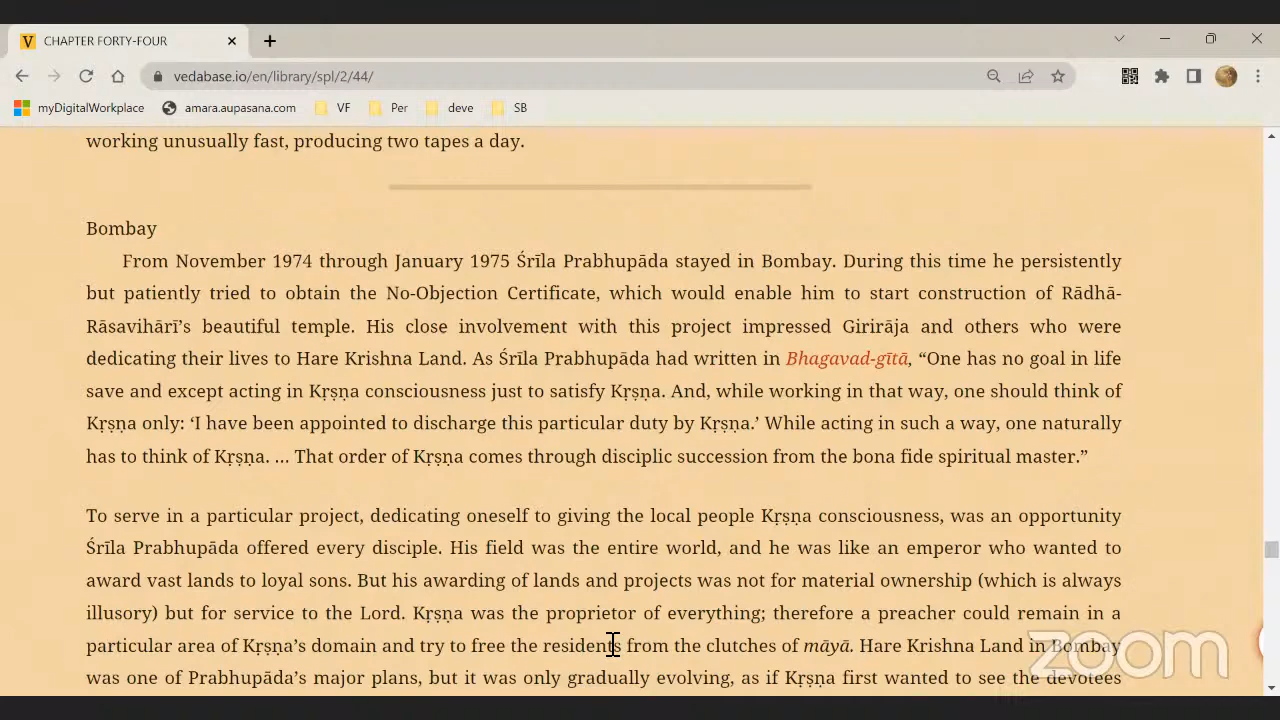 CHAPTER FORTY-FOUR
vedabase.io/en/library/spl/2/44/
myDigitalWorkplace amara.aupasana.com VF Per deve SB
working unusually fast, producing two tapes a day.
Bombay
From November 1974 through January 1975 Śrīla Prabhupāda stayed in Bombay. During this time he persistently
but patiently tried to obtain the No-Objection Certificate, which would enable him to start construction of Rādhā-
Rāsavihārī’s beautiful temple. His close involvement with this project impressed Girirāja and others who were
dedicating their lives to Hare Krishna Land. As Śrīla Prabhupāda had written in Bhagavad-gītā, “One has no goal in life
save and except acting in Kṛṣṇa consciousness just to satisfy Kṛṣṇa. And, while working in that way, one should think of
Kṛṣṇa only: ‘I have been appointed to discharge this particular duty by Kṛṣṇa.’ While acting in such a way, one naturally
has to think of Kṛṣṇa. … That order of Kṛṣṇa comes through disciplic succession from the bona fide spiritual master.”
To serve in a particular project, dedicating oneself to giving the local people Kṛṣṇa consciousness, was an opportunity
Śrīla Prabhupāda offered every disciple. His field was the entire world, and he was like an emperor who wanted to
award vast lands to loyal sons. But his awarding of lands and projects was not for material ownership (which is always
illusory) but for service to the Lord. Kṛṣṇa was the proprietor of everything; therefore a preacher could remain in a
particular area of Kṛṣṇa’s domain and try to free the residents from the clutches of māyā. Hare Krishna Land in Bombay
was one of Prabhupāda’s major plans, but it was only gradually evolving, as if Kṛṣṇa first wanted to see the devotees
zoom